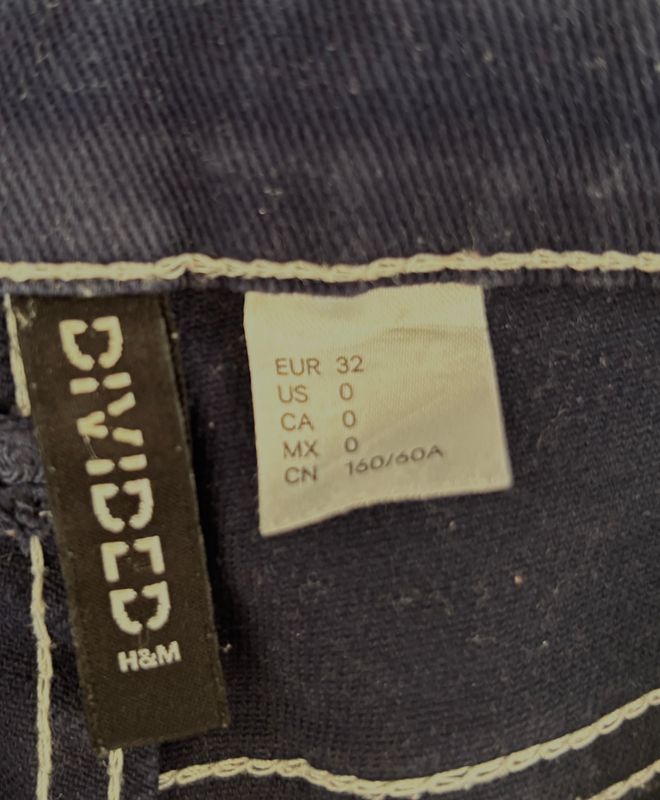 DIVIDED
H&M
EUR 32
US 0
CA 0
MX 0
CN 160/60A